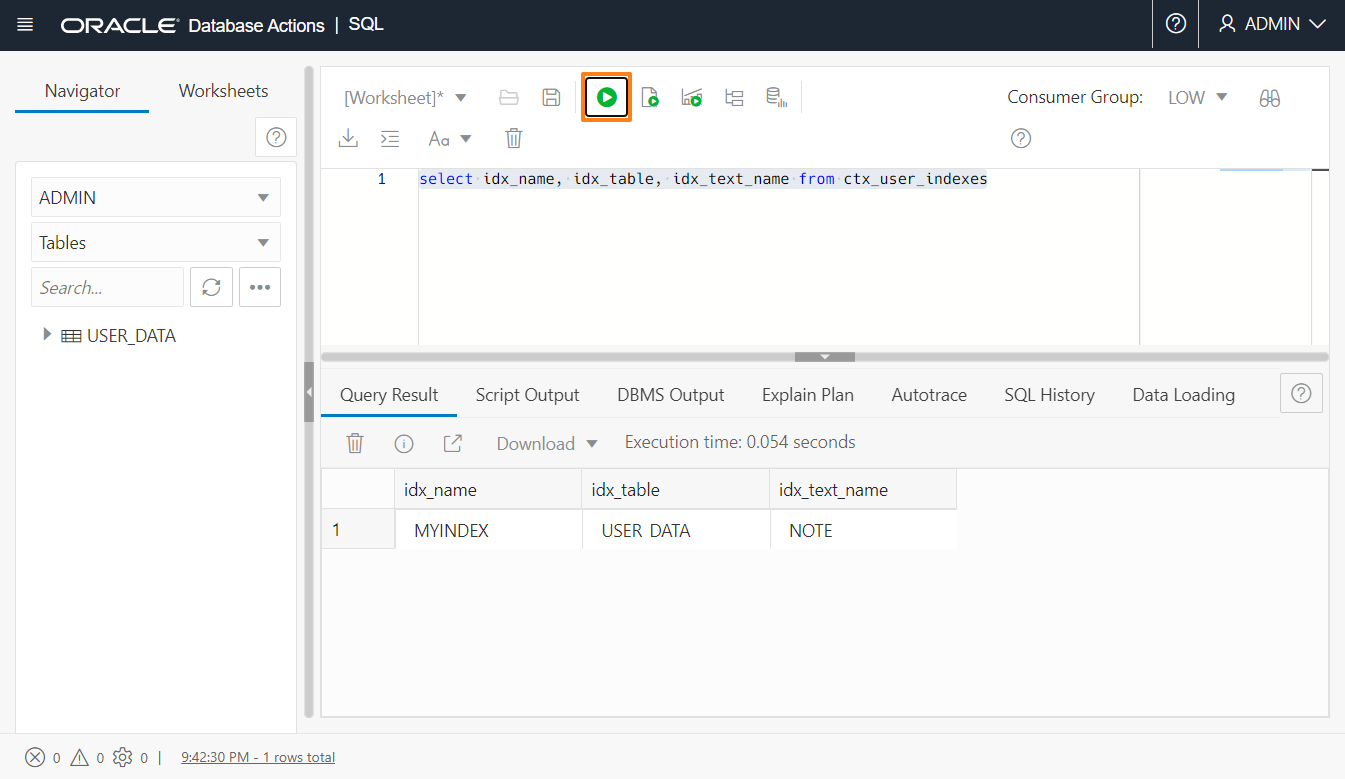 ORACLE Database Actions | SQL
ADMIN
Navigator
Worksheets
ADMIN
Tables
Search...
USER_DATA
[Worksheet]*
Consumer Group: LOW
Aa
1 select idx_name, idx_table, idx_text_name from ctx_user_indexes
Query Result Script Output DBMS Output Explain Plan Autotrace SQL History Data Loading
Download Execution time: 0.054 seconds
idx_name idx_table idx_text_name
1 MYINDEX USER_DATA NOTE
0 0 0 | 9:42:30 PM - 1 rows total